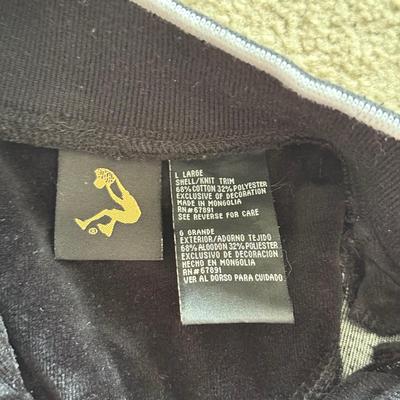 L LARGE
SHELL/KNIT TRIM
68% COTTON 32% POLYESTER
EXCLUSIVE OF DECORATION
MADE IN MONGOLIA
RN#67891
SEE REVERSE FOR CARE
G GRANDE
EXTERIOR/ADORNO TEJIDO
68% ALGODON 32% POLIESTER
EXCLUSIVO DE DECORACION
HECHO EN MONGOLIA
RN#67891
VER AL DORSO PARA CUIDADO
®